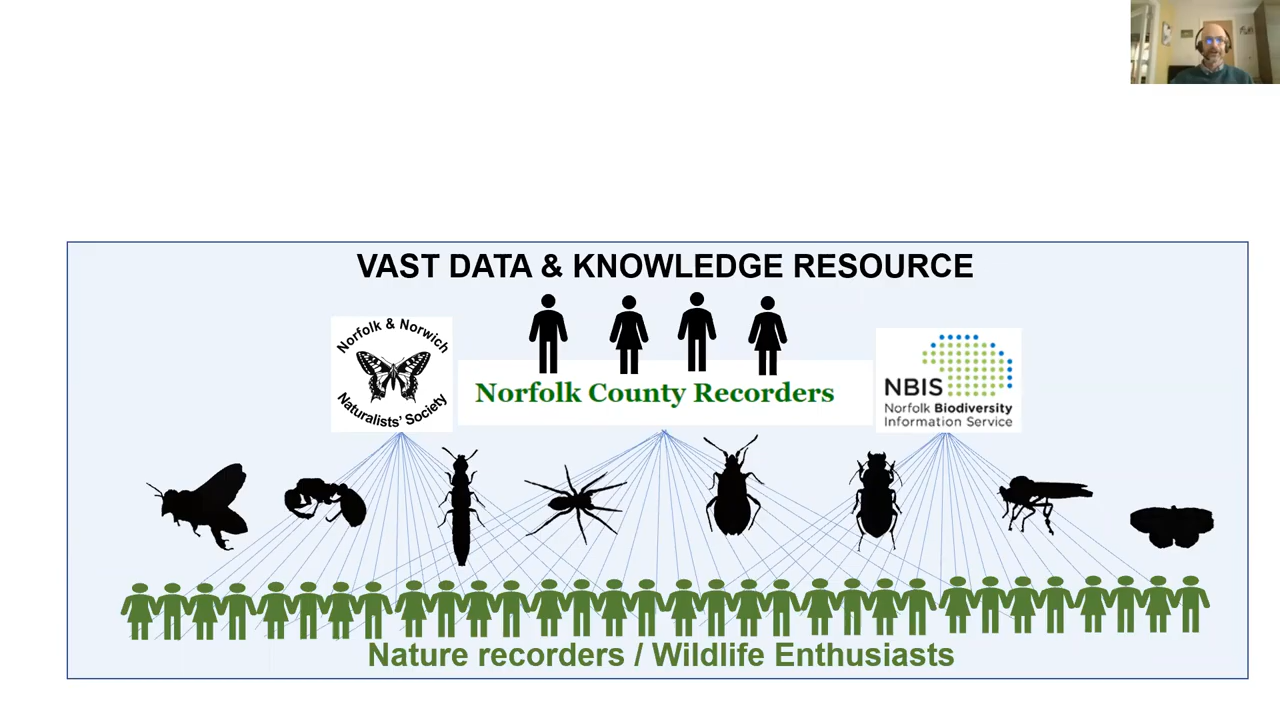 VAST DATA & KNOWLEDGE RESOURCE
Norfolk & Norwich
Naturalists' Society
Norfolk County Recorders
NBIS
Norfolk Biodiversity
Information Service
Nature recorders / Wildlife Enthusiasts